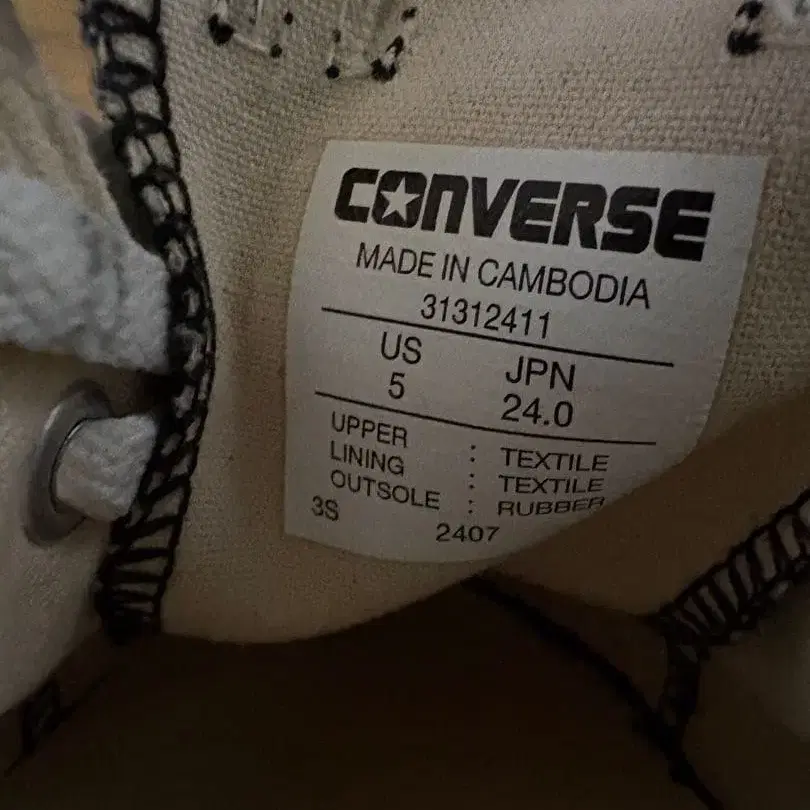 CONVERSE
MADE IN CAMBODIA
31312411
US JPN
5 24.0
UPPER : TEXTILE
LINING : TEXTILE
OUTSOLE : RUBBER
3S 2407